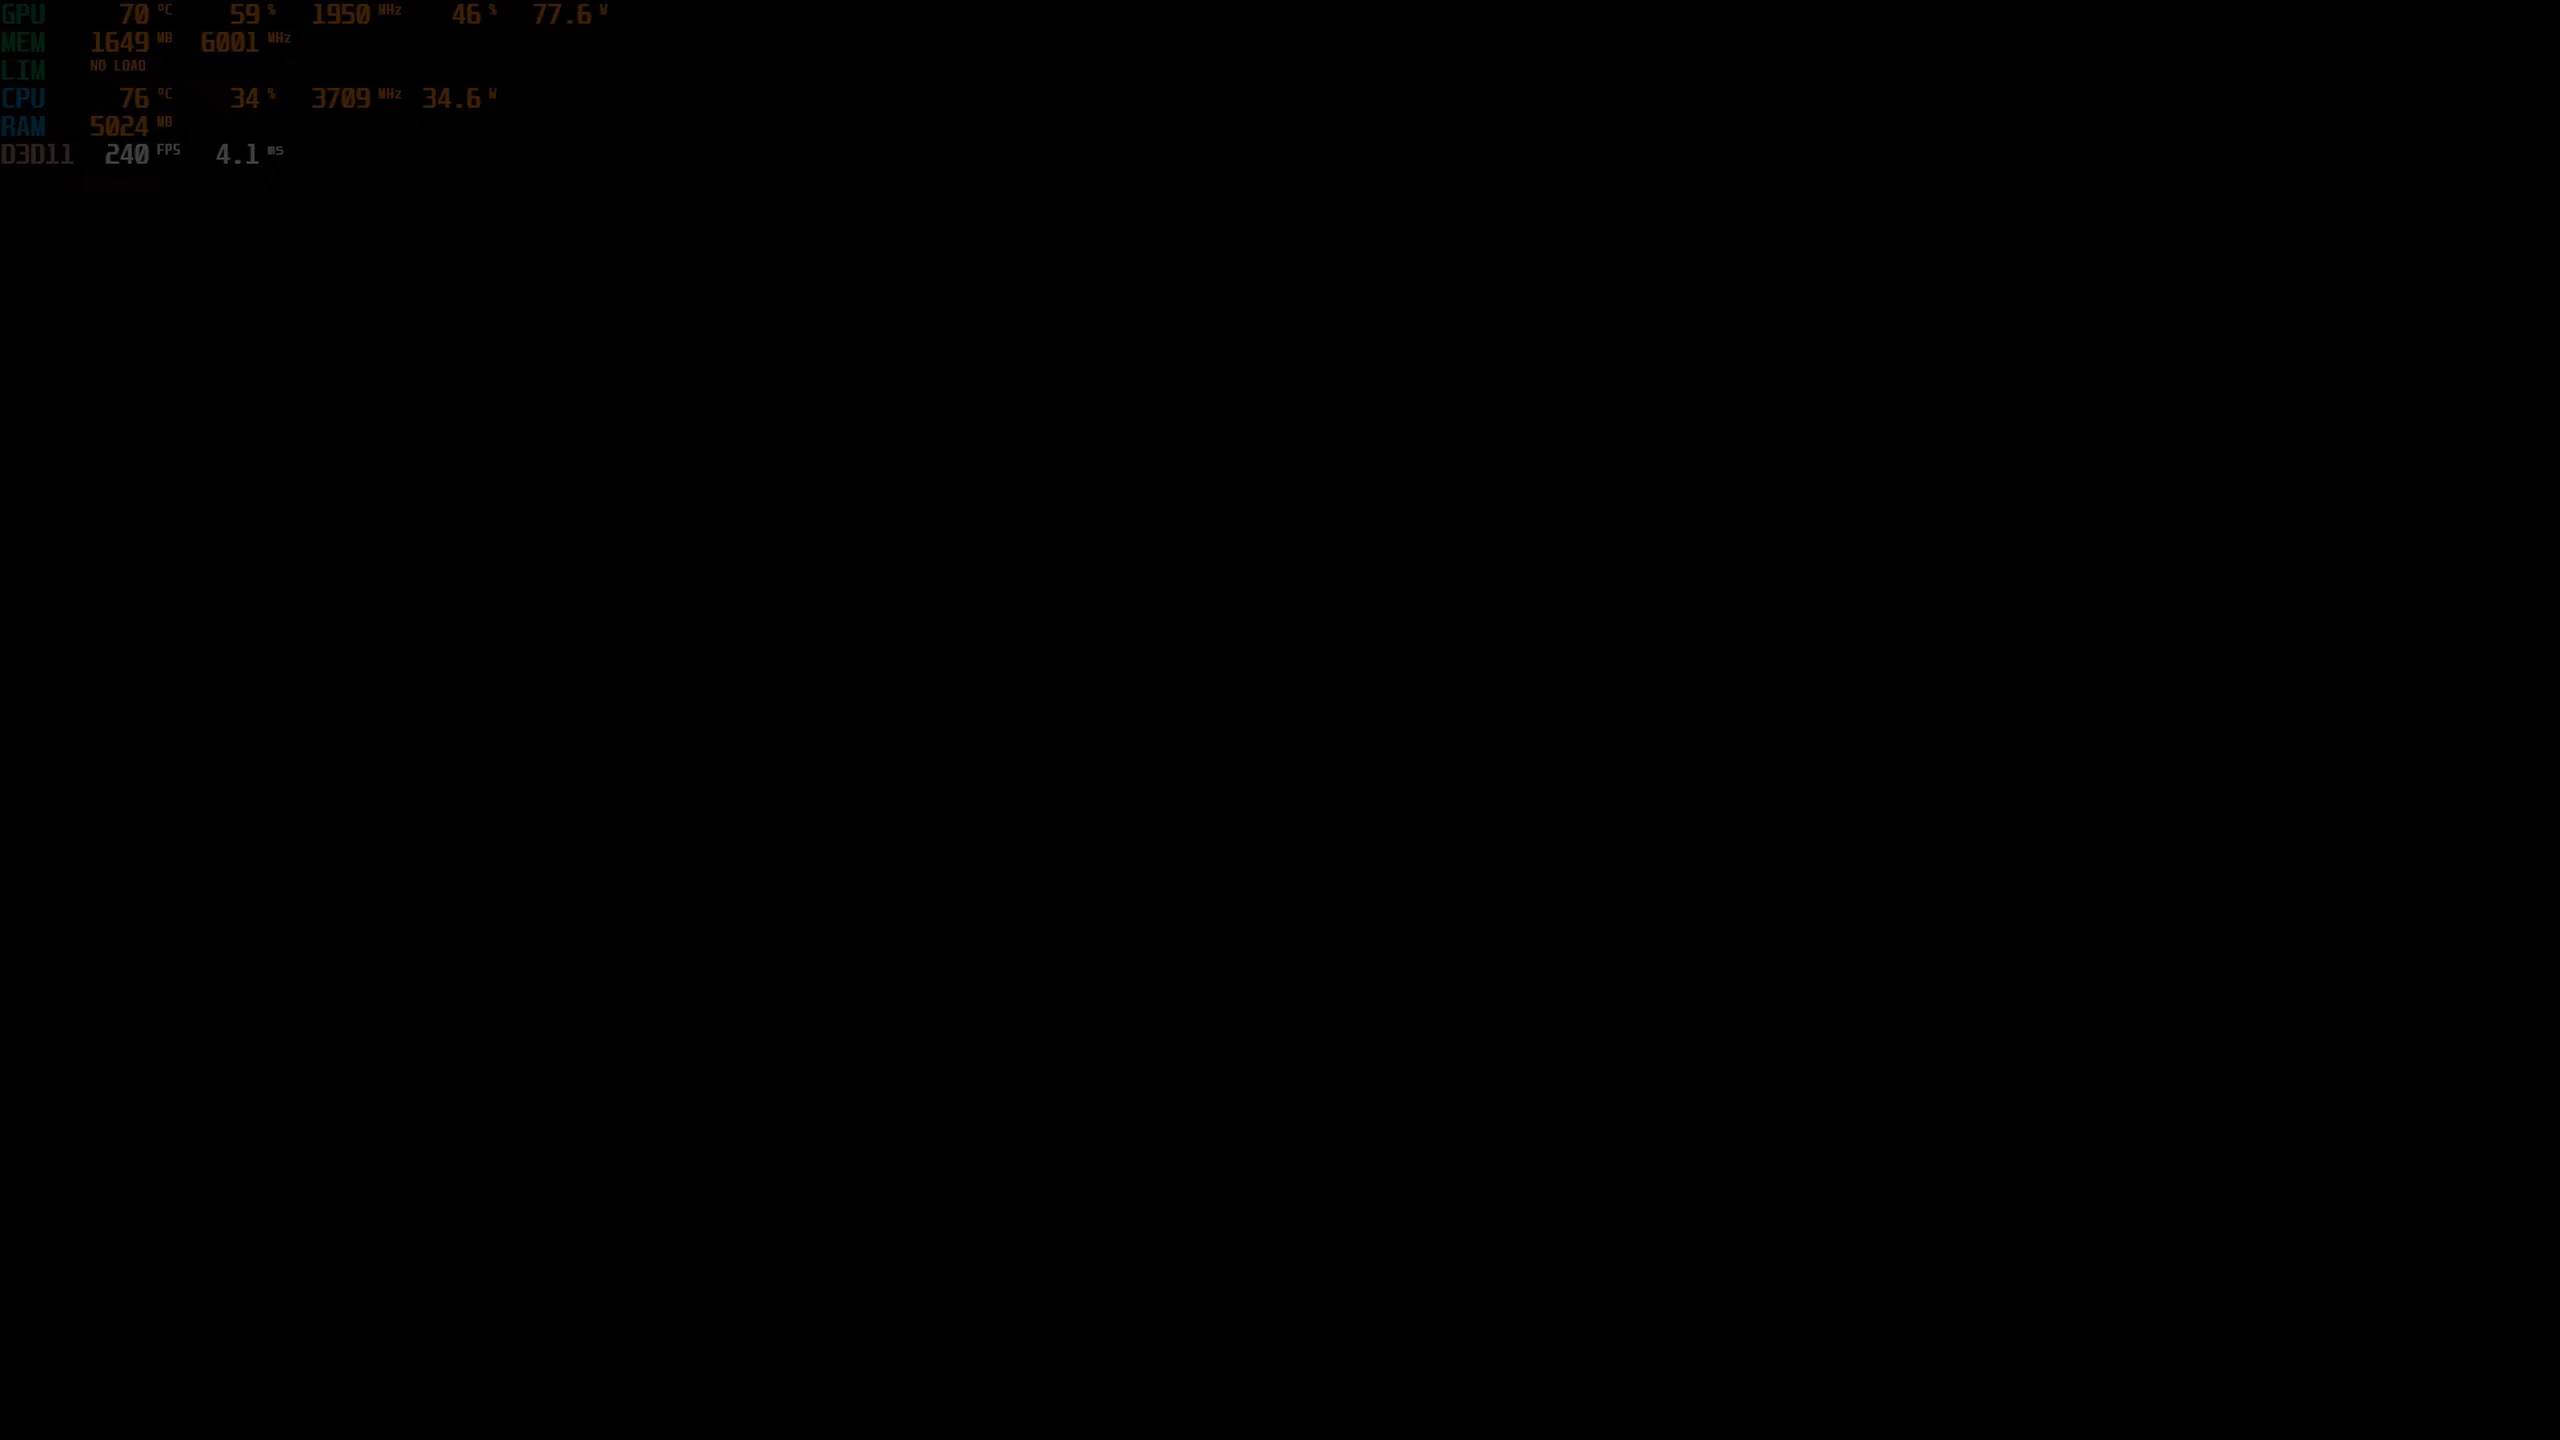 GPU 70 °C 59 % 1950 MHz 46 % 77.6 W
MEM 1649 MB 6001 MHz
LIM NO LOAD
CPU 76 °C 34 % 3709 MHz 34.6 W
RAM 5024 MB
D3D11 240 FPS 4.1 ms